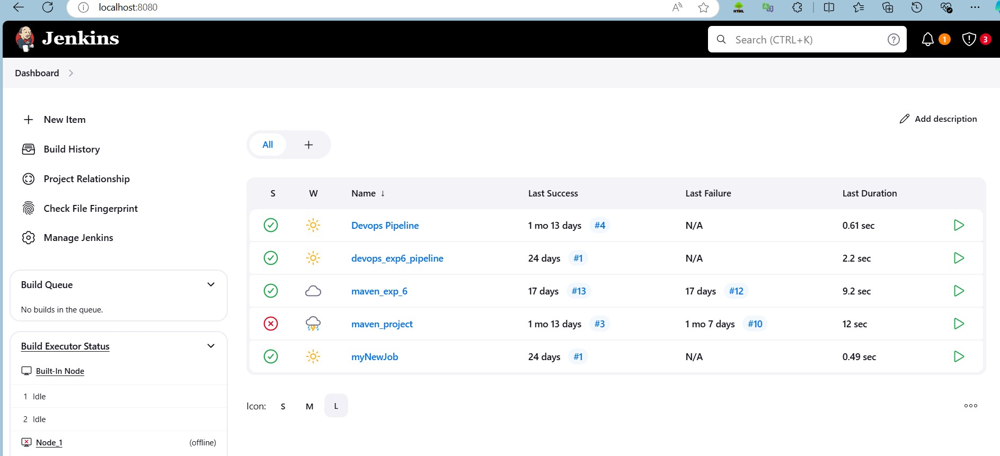 localhost:8080
HTML
Jenkins
Search (CTRL+K)
1
3
Dashboard
New Item
Build History
Project Relationship
Check File Fingerprint
Manage Jenkins
Add description
All +
S W Name ↓ Last Success Last Failure Last Duration
Devops Pipeline 1 mo 13 days #4 N/A 0.61 sec
devops_exp6_pipeline 24 days #1 N/A 2.2 sec
maven_exp_6 17 days #13 17 days #12 9.2 sec
maven_project 1 mo 13 days #3 1 mo 7 days #10 12 sec
myNewJob 24 days #1 N/A 0.49 sec
Icon: S M L
Build Queue
No builds in the queue.
Build Executor Status
Built-In Node
1 Idle
2 Idle
Node_1 (offline)